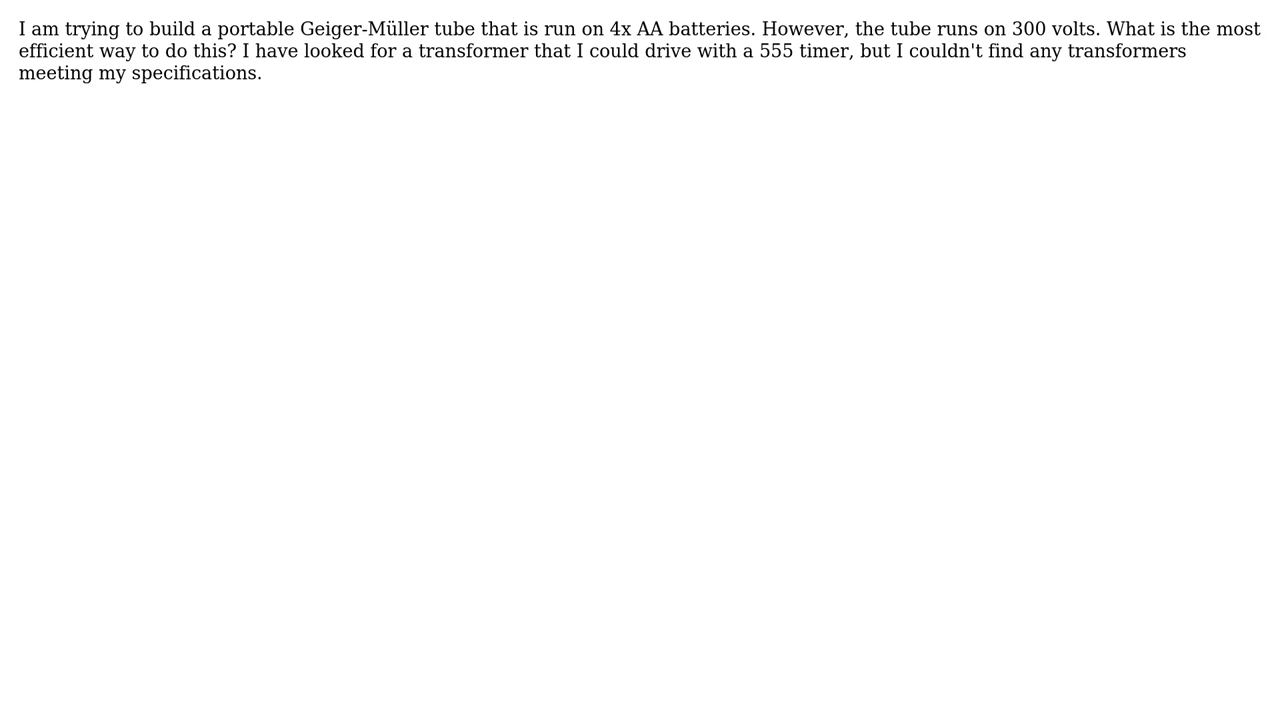 I am trying to build a portable Geiger-Müller tube that is run on 4x AA batteries. However, the tube runs on 300 volts. What is the most
efficient way to do this? I have looked for a transformer that I could drive with a 555 timer, but I couldn't find any transformers
meeting my specifications.